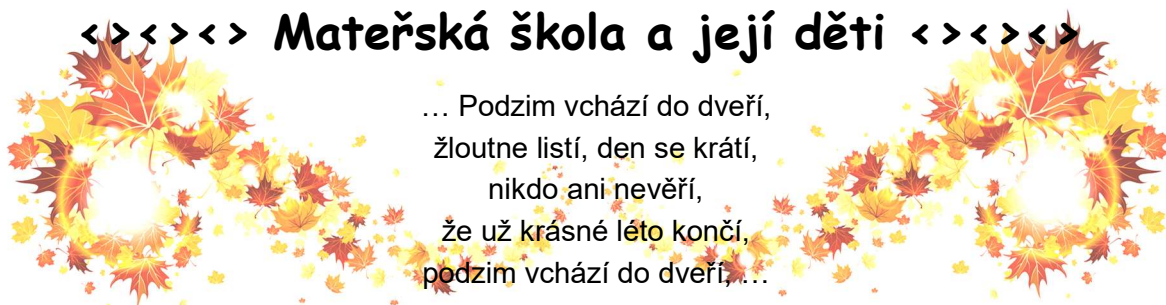 <><><> Mateřská škola a její děti <><><>
… Podzim vchází do dveří,
žloutne listí, den se krátí,
nikdo ani nevěří,
že už krásné léto končí,
podzim vchází do dveří, …